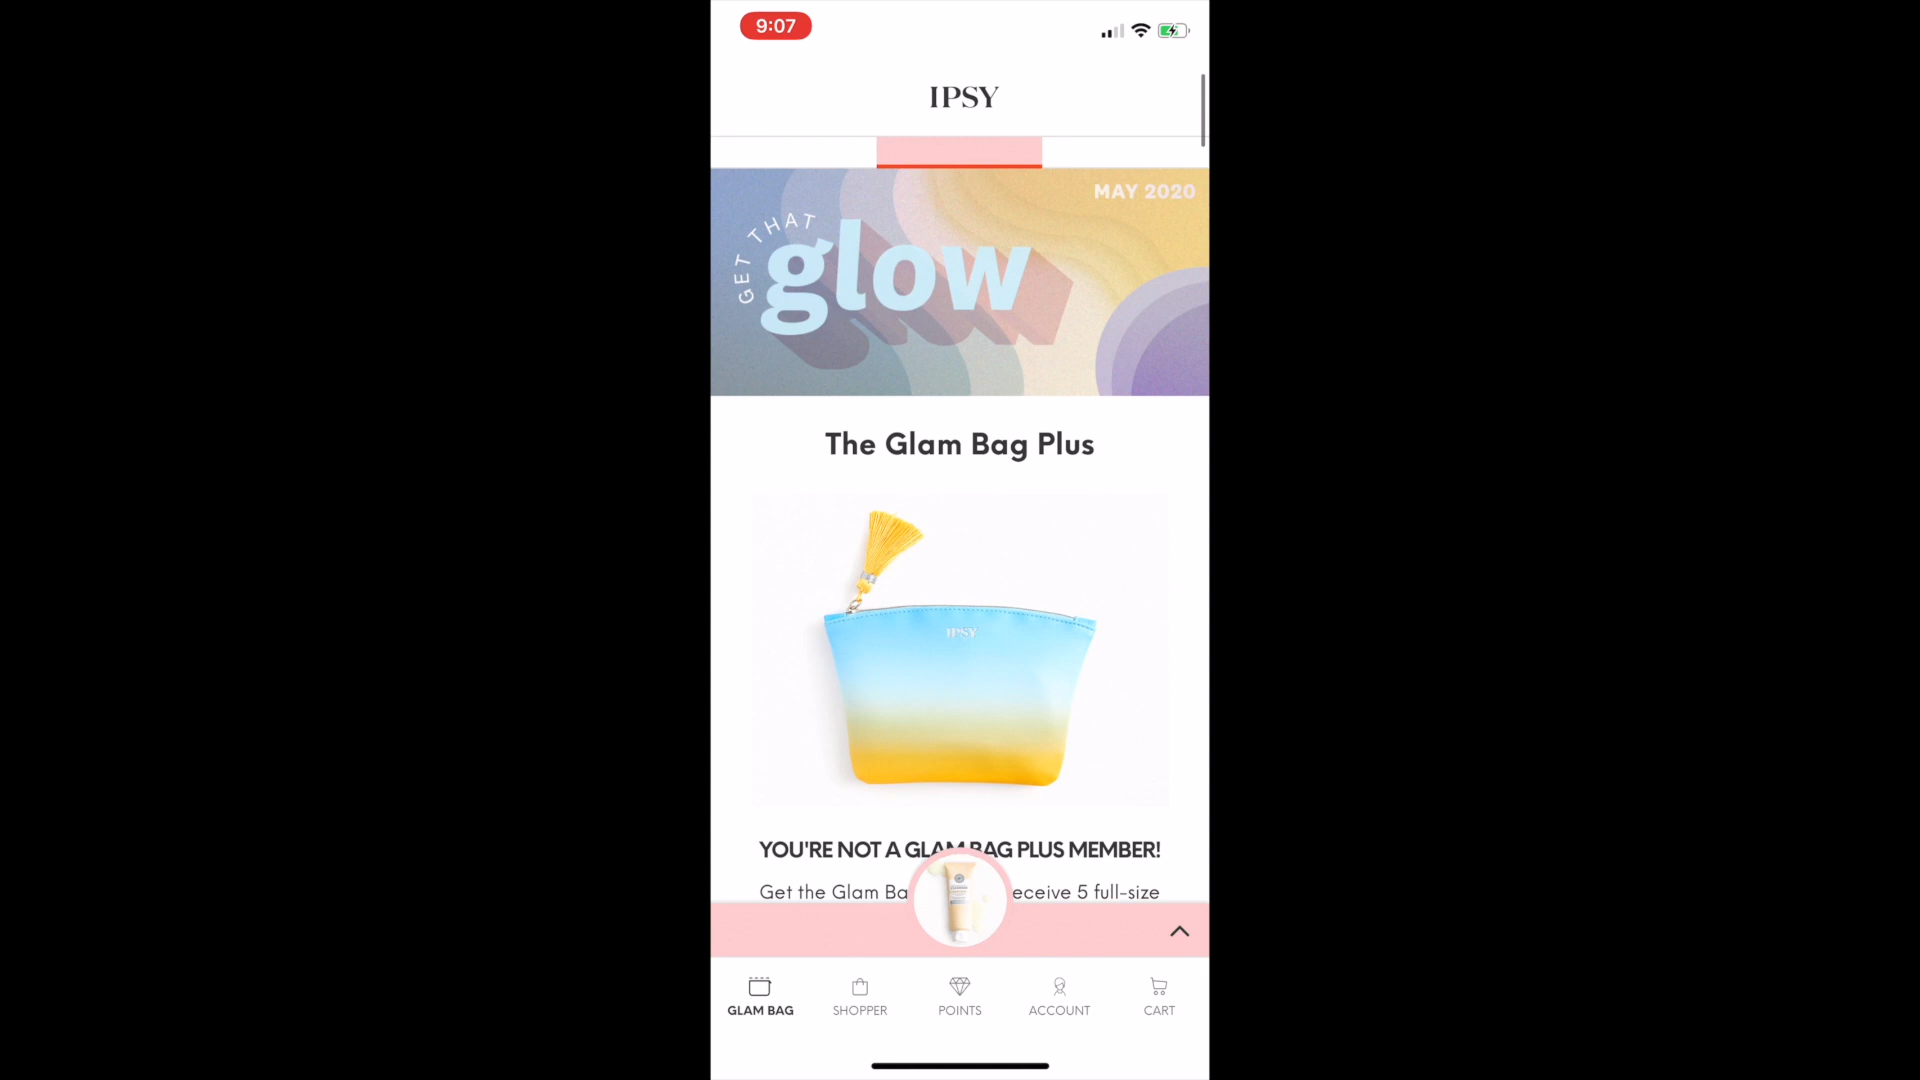 9:07
IPSY
MAY 2020
GET THAT
glow
The Glam Bag Plus
IPSY
YOU'RE NOT A GLAM BAG PLUS MEMBER!
Get the Glam eceive 5 full-size
GLAM BAG
SHOPPER
POINTS
ACCOUNT
CART